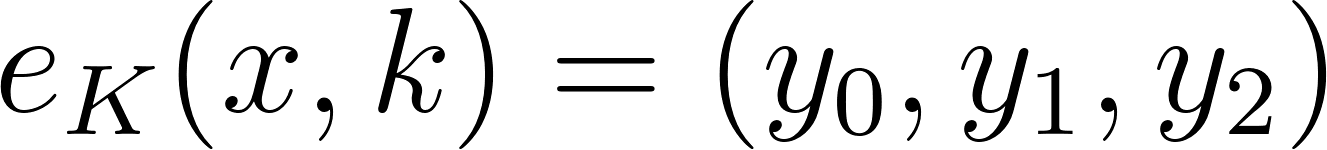 e_K(x, k) = (y_0, y_1, y_2)